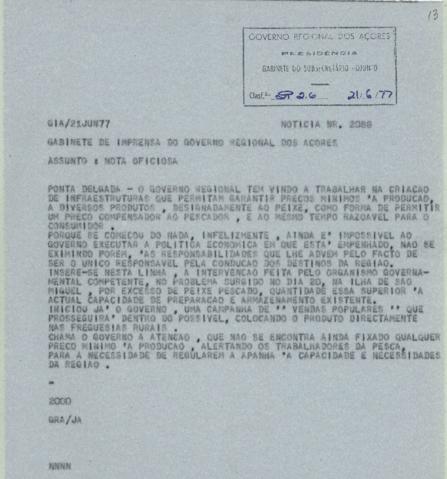 13
GOVERNO REGIONAL DOS AÇORES
PRESIDÊNCIA
GABINETE DO SUBSECRETÁRIO-ADJUNTO
Classf.ª 2.6 21/6/77
GIA/21JUN77 NOTICIA NR. 2086
GABINETE DE IMPRENSA DO GOVERNO REGIONAL DOS AÇORES
ASSUNTO : NOTA OFICIOSA
PONTA DELGADA - O GOVERNO REGIONAL TEM VINDO A TRABALHAR NA CRIACAO
DE INFRAESTRUTURAS QUE PERMITAM GARANTIR PRECOS MINIMOS 'A PRODUCAO,
A DIVERSOS PRODUTOS , DESIGNADAMENTE AO PEIXE, COMO FORMA DE PERMITIR
UM PRECO COMPENSADOR AO PESCADOR , E AO MESMO TEMPO RAZOAVEL PARA O
CONSUMIDOR .
PORQUE SE COMECOU DO NADA, INFELIZMENTE , AINDA E' IMPOSSIVEL AO
GOVERNO EXECUTAR A POLITICA ECONOMICA EM QUE ESTA' EMPENHADO, NAO SE
EXIMINDO POREM, 'AS RESPONSABILIDADES QUE LHE ADVEM PELO FACTO DE
SER O UNICO RESPONSAVEL PELA CONDUCAO DOS DESTINOS DA REGIAO,
INSERE-SE NESTA LINHA , A INTERVENCAO FEITA PELO ORGANISMO GOVERNA-
MENTAL COMPETENTE, NO PROBLEMA SURGIDO NO DIA 20, NA ILHA DE SAO
MIGUEL , POR EXCESSO DE PEIXE PESCADO, QUANTIDADE ESSA SUPERIOR 'A
ACTUAL CAPACIDADE DE PREPARACAO E ARMAZENAMENTO EXISTENTE.
INICIOU JA' O GOVERNO , UMA CAMPANHA DE '' VENDAS POPULARES '' QUE
PROSSEGUIRA' DENTRO DO POSSIVEL, COLOCANDO O PRODUTO DIRECTAMENTE
NAS FREGUESIAS RURAIS .
CHAMA O GOVERNO A ATENCAO , QUE NAO SE ENCONTRA AINDA FIXADO QUALQUER
PRECO MINIMO 'A PRODUCAO , ALERTANDO OS TRABALHADORES DA PESCA,
PARA A NECESSIDADE DE REGULAREM A APANHA 'A CAPACIDADE E NECESSIDADES
DA REGIAO .
=
2000
GRA/JA
NNNN